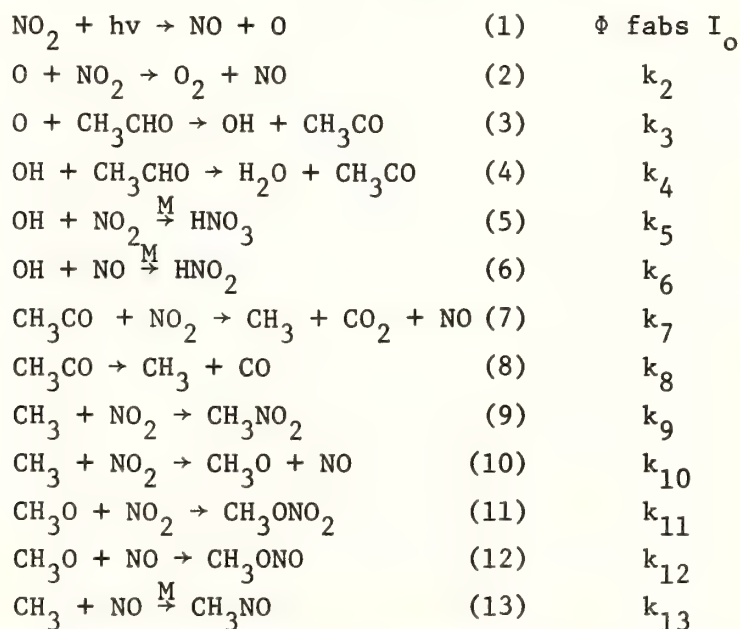 NO₂ + hv → NO + O (1) Φ fabs I₀
O + NO₂ → O₂ + NO (2) k₂
O + CH₃CHO → OH + CH₃CO (3) k₃
OH + CH₃CHO → H₂O + CH₃CO (4) k₄
OH + NO₂ M→ HNO₃ (5) k₅
OH + NO M→ HNO₂ (6) k₆
CH₃CO + NO₂ → CH₃ + CO₂ + NO (7) k₇
CH₃CO → CH₃ + CO (8) k₈
CH₃ + NO₂ → CH₃NO₂ (9) k₉
CH₃ + NO₂ → CH₃O + NO (10) k₁₀
CH₃O + NO₂ → CH₃ONO₂ (11) k₁₁
CH₃O + NO → CH₃ONO (12) k₁₂
CH₃ + NO M→ CH₃NO (13) k₁₃